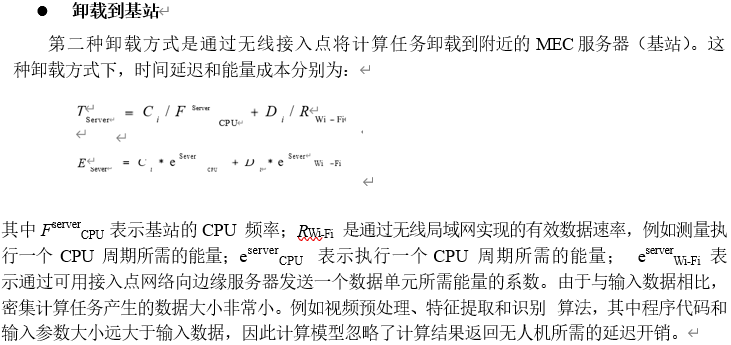 ● 卸载到基站
第二种卸载方式是通过无线接入点将计算任务卸载到附近的 MEC 服务器（基站）。这
种卸载方式下，时间延迟和能量成本分别为：
T Server = C i / F Server CPU + D i / R Wi－Fi
E Sever = C i * e Sever CPU + D i * e Sever Wi－Fi
其中 F^server CPU 表示基站的 CPU 频率；RWi-Fi 是通过无线局域网实现的有效数据速率，例如测量执
行一个 CPU 周期所需的能量；e^server CPU 表示执行一个 CPU 周期所需的能量； e^server Wi-Fi 表
示通过可用接入点网络向边缘服务器发送一个数据单元所需能量的系数。由于与输入数据相比，
密集计算任务产生的数据大小非常小。例如视频预处理、特征提取和识别 算法，其中程序代码和
输入参数大小远大于输入数据，因此计算模型忽略了计算结果返回无人机所需的延迟开销。